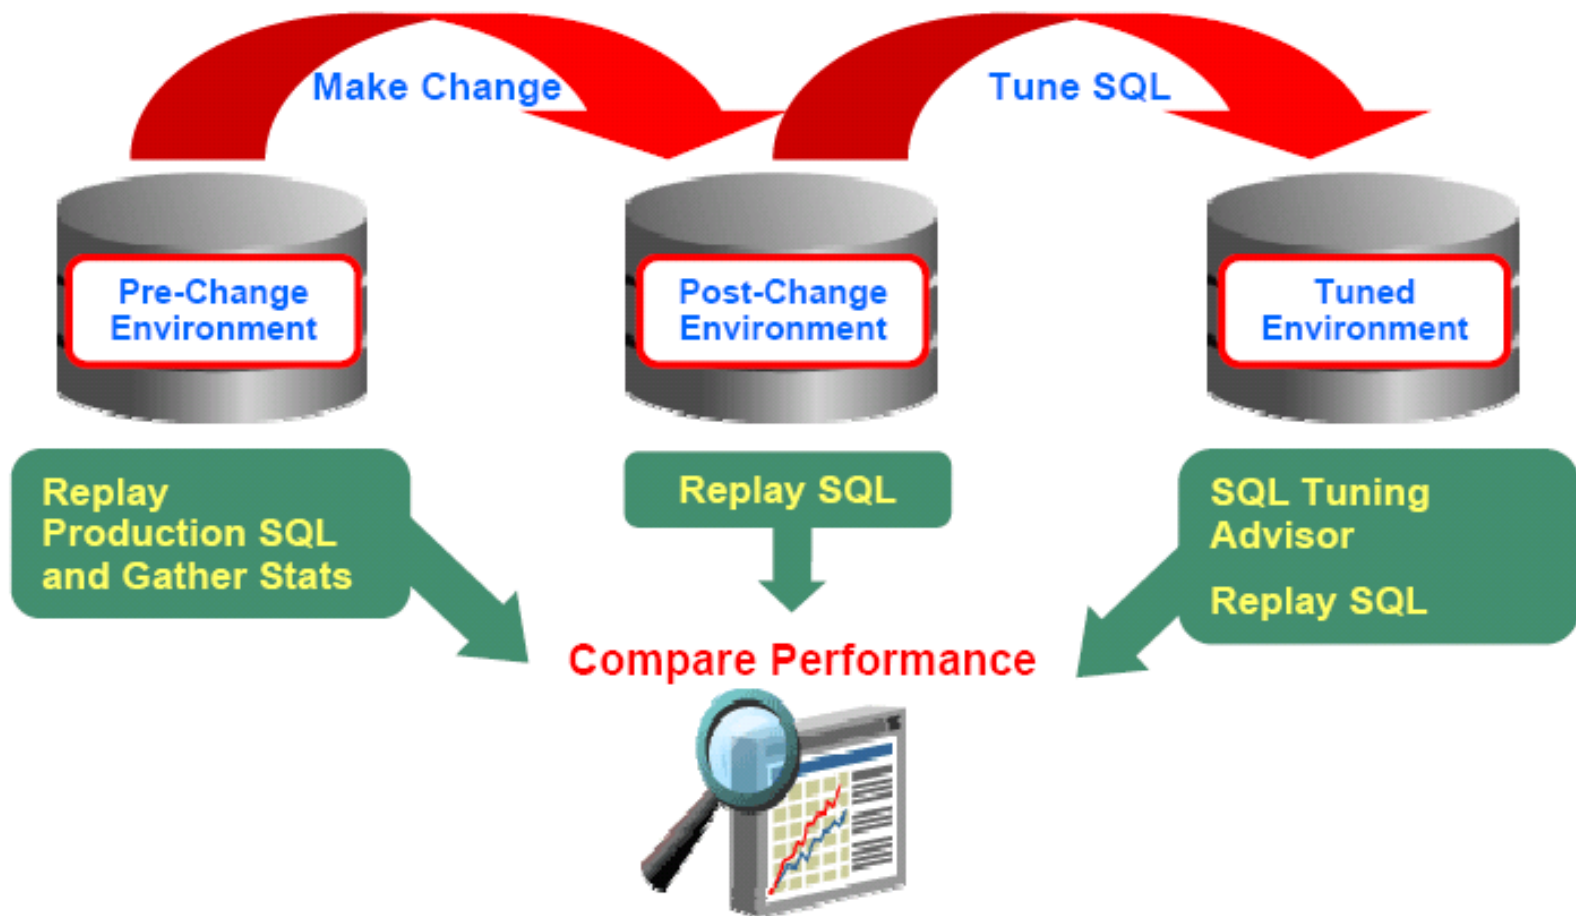 Make Change
Tune SQL
Pre-Change
Environment
Post-Change
Environment
Tuned
Environment
Replay
Production SQL
and Gather Stats
Replay SQL
SQL Tuning
Advisor
Replay SQL
Compare Performance